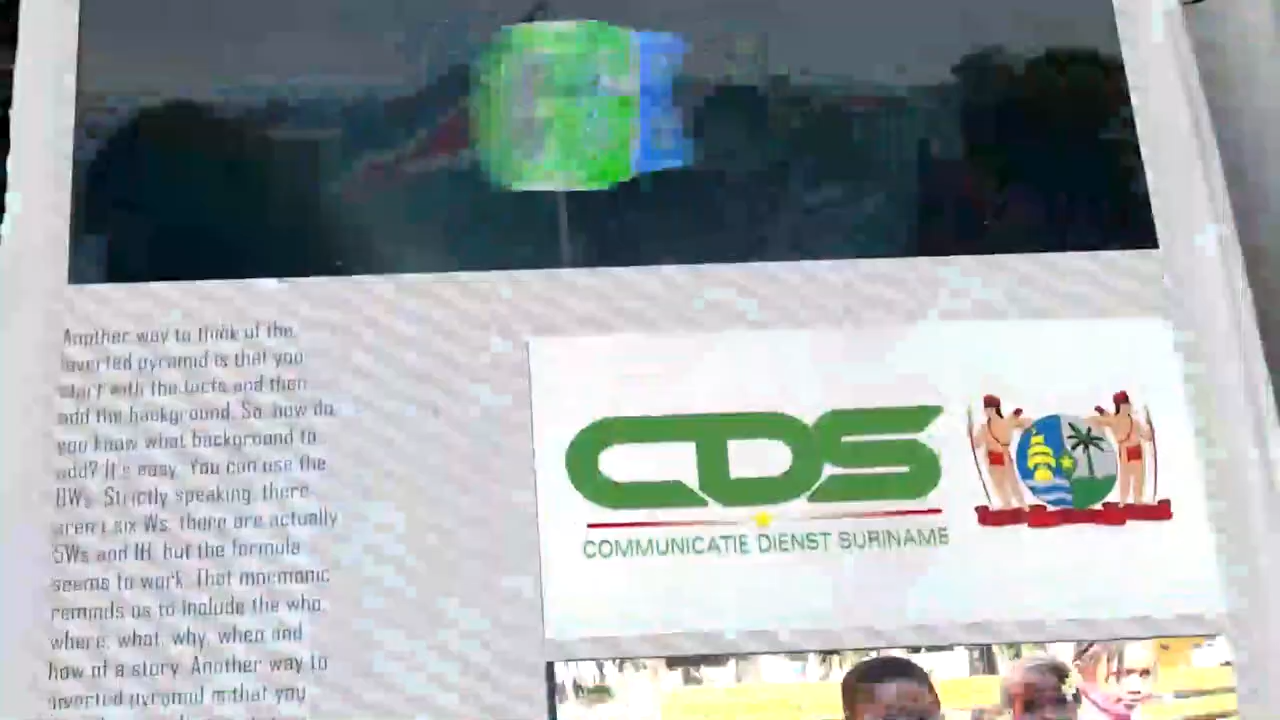 Another way to think of the
inverted pyramid is that you
start with the facts and then
add the background. So, how do
you know what background to
add? It's easy. You can use the
Ws. Strictly speaking, there
aren't six Ws, there are actually
5Ws and 1H, but the formula
seems to work. That mnemonic
reminds us to include the who,
where, what, why, when and
how of a story. Another way to
inverted pyramid is that you
CDS
COMMUNICATIE DIENST SURINAME